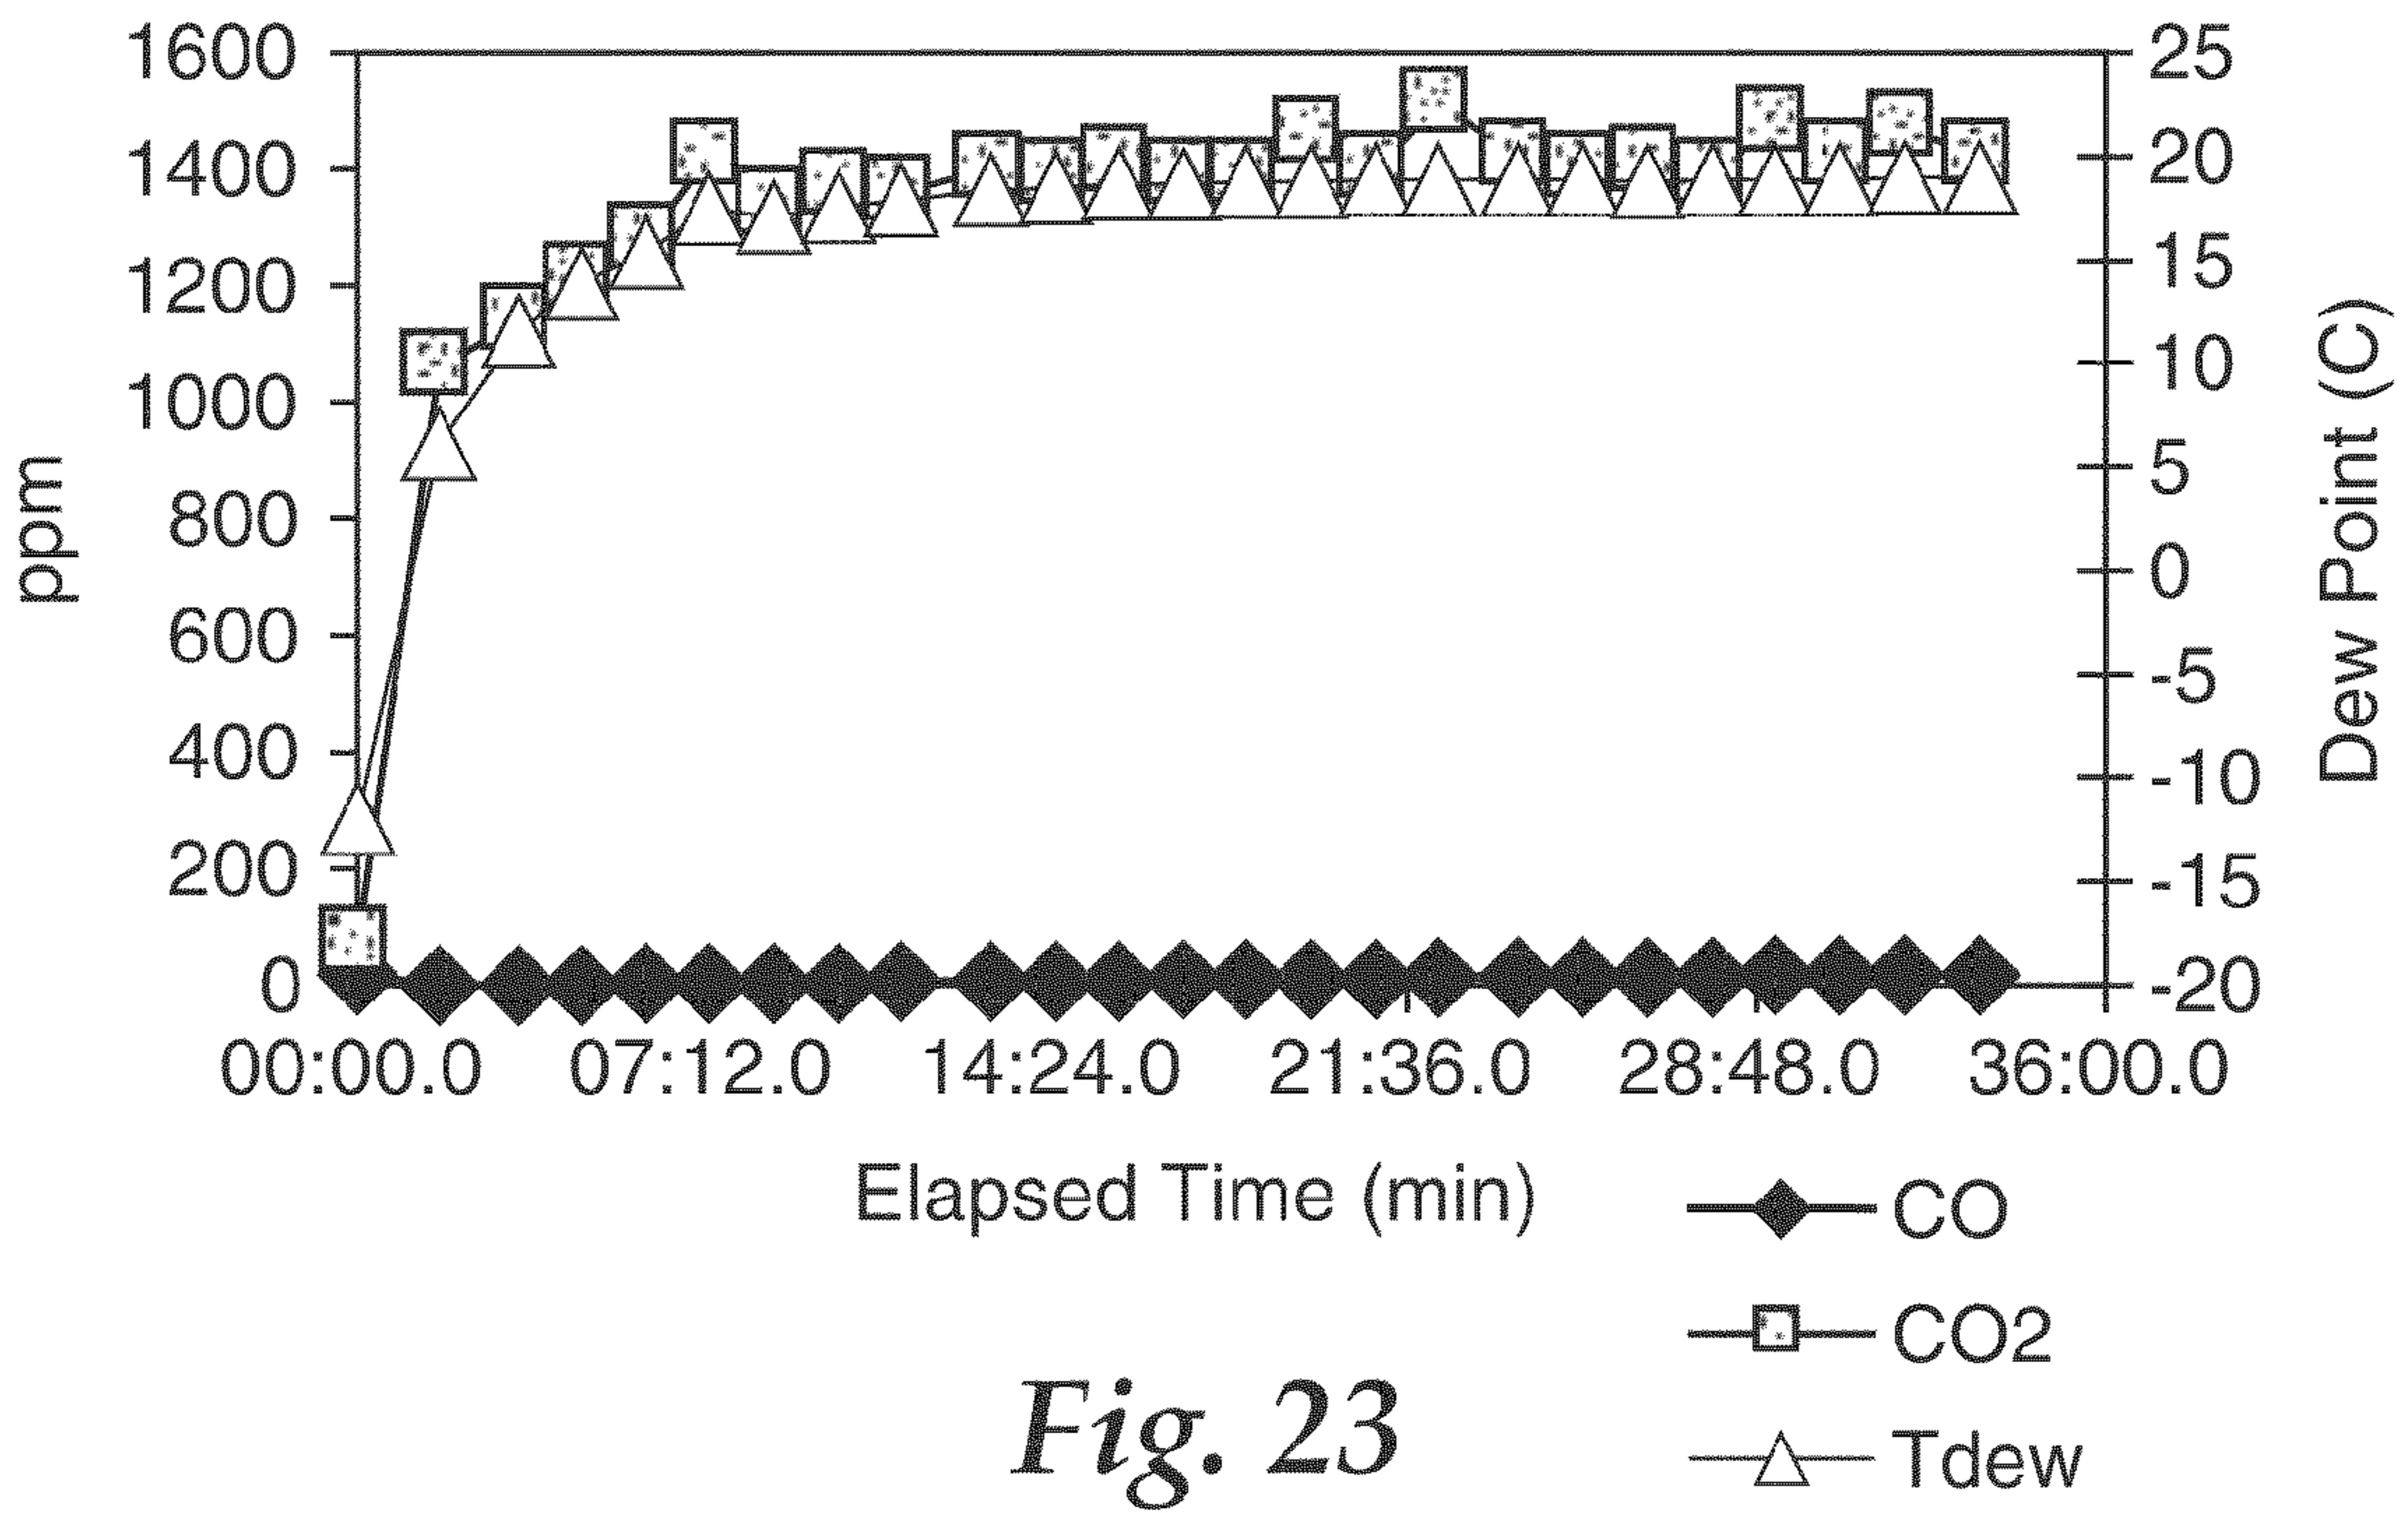 1600
1400
1200
1000
800
600
400
200
0
ppm
25
20
15
10
5
0
-5
-10
-15
-20
Dew Point (C)
00:00.0 07:12.0 14:24.0 21:36.0 28:48.0 36:00.0
Elapsed Time (min)
CO
CO2
Tdew
Fig. 23